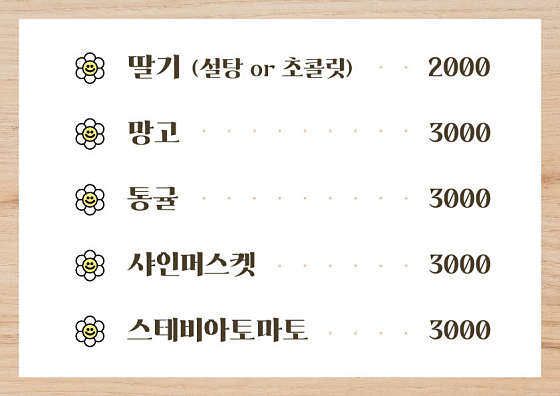 딸기 (설탕 or 초콜릿) · · 2000
망고 · · · · · · · · · 3000
통귤 · · · · · · · · · 3000
샤인머스켓 · · · · · · 3000
스테비아토마토 · · · · 3000